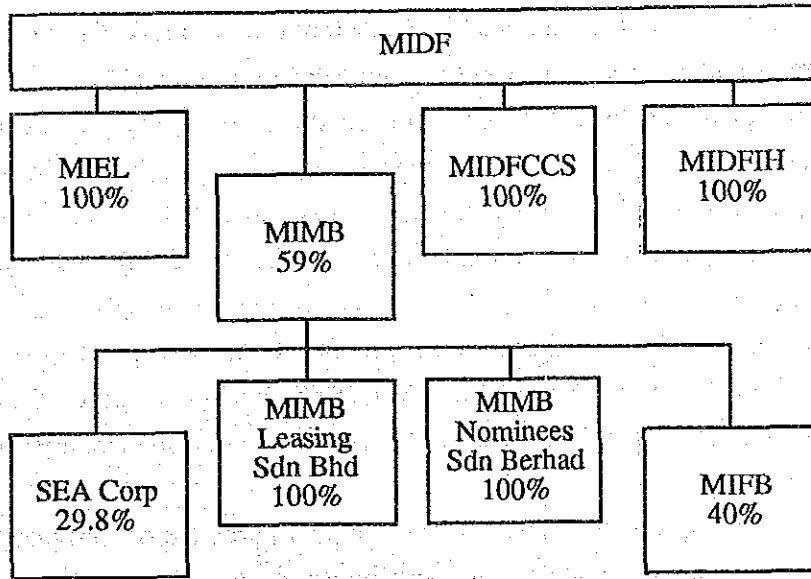 MIDF
MIEL
100%
MIMB
59%
MIDFCCS
100%
MIDFIH
100%
SEA Corp
29.8%
MIMB
Leasing
Sdn Bhd
100%
MIMB
Nominees
Sdn Berhad
100%
MIFB
40%